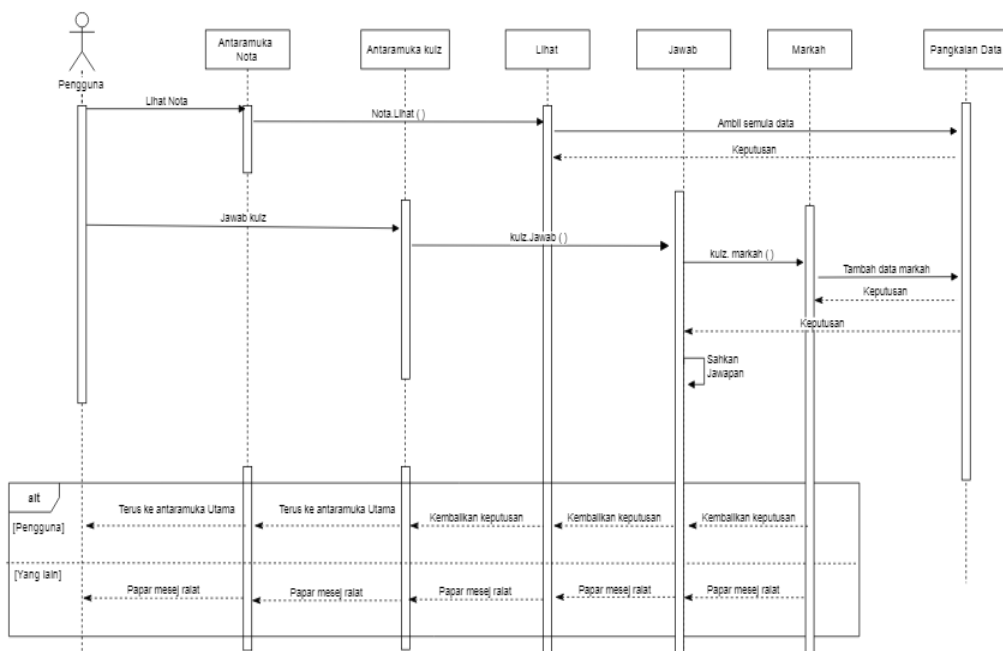 Antaramuka
Nota
Antaramuka kuiz
Lihat
Jawab
Markah
Pangkalan Data
Pengguna
Lihat Nota
Nota.Lihat ( )
Ambil semula data
Keputusan
Jawab kuiz
kuiz.Jawab ( )
kuiz. markah ( )
Tambah data markah
Keputusan
Keputusan
Sahkan
Jawapan
alt
[Pengguna]
Terus ke antaramuka Utama
Terus ke antaramuka Utama
Kembalikan keputusan
Kembalikan keputusan
Kembalikan keputusan
[Yang lain]
Papar mesej ralat
Papar mesej ralat
Papar mesej ralat
Papar mesej ralat
Papar mesej ralat